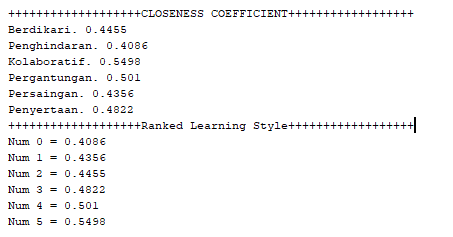 +++++++++++++++++++CLOSENESS COEFFICIENT++++++++++++++++++
Berdikari. 0.4455
Penghindaran. 0.4086
Kolaboratif. 0.5498
Pergantungan. 0.501
Persaingan. 0.4356
Penyertaan. 0.4822
+++++++++++++++++++Ranked Learning Style++++++++++++++++++
Num 0 = 0.4086
Num 1 = 0.4356
Num 2 = 0.4455
Num 3 = 0.4822
Num 4 = 0.501
Num 5 = 0.5498